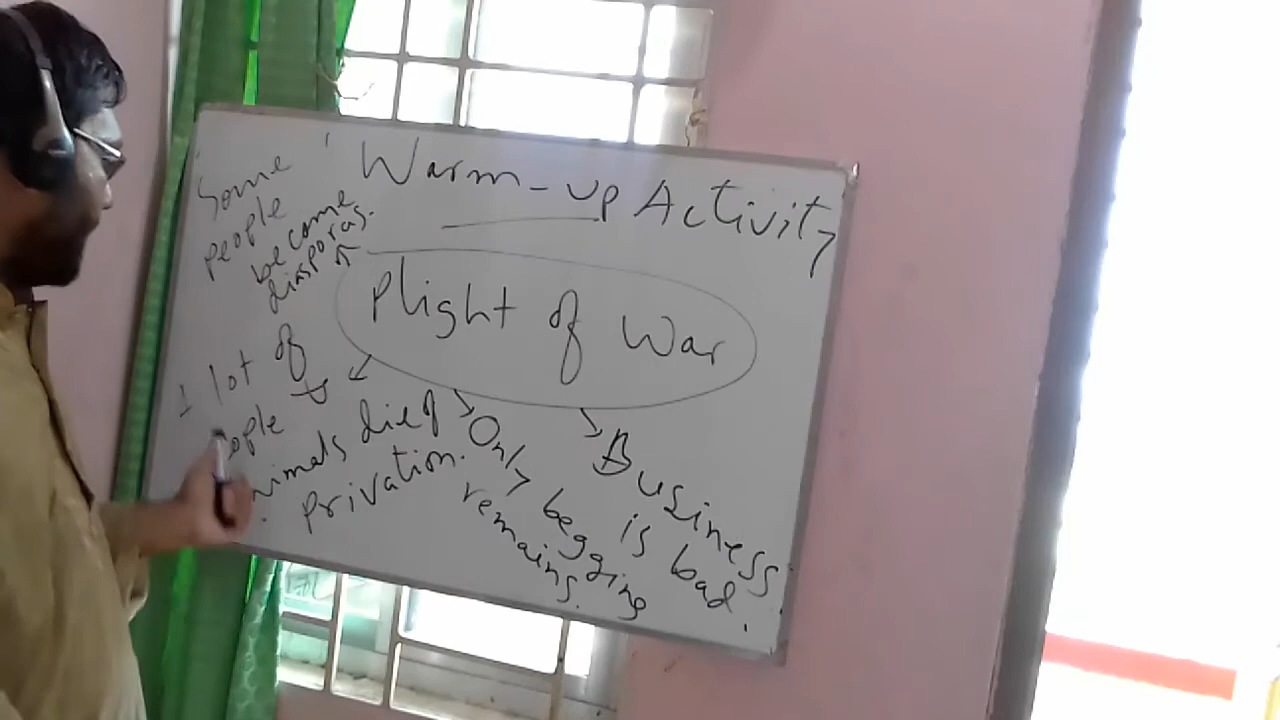 Warm-up Activity
Plight of War
Some
people
become
diasporas.
A lot of
people &
animals die of
privation.
Only begging
remains.
Business
is bad.